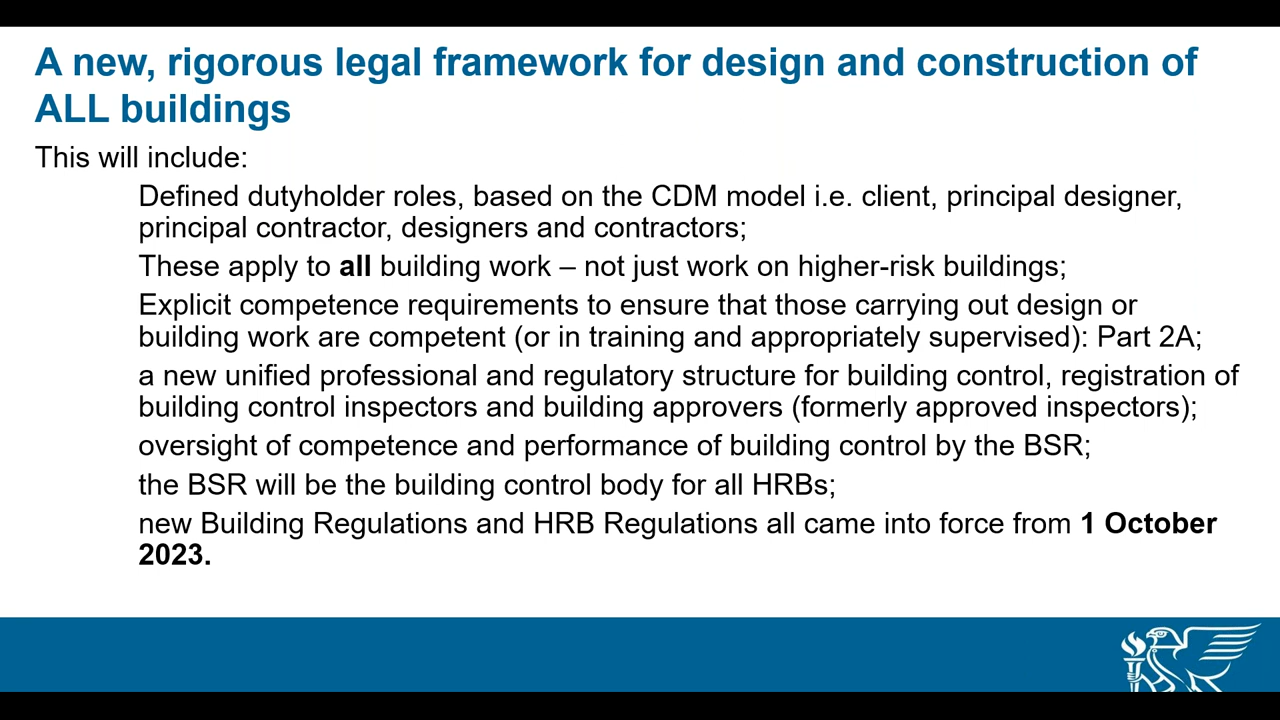 A new, rigorous legal framework for design and construction of
ALL buildings
This will include:
Defined dutyholder roles, based on the CDM model i.e. client, principal designer,
principal contractor, designers and contractors;
These apply to all building work – not just work on higher-risk buildings;
Explicit competence requirements to ensure that those carrying out design or
building work are competent (or in training and appropriately supervised): Part 2A;
a new unified professional and regulatory structure for building control, registration of
building control inspectors and building approvers (formerly approved inspectors);
oversight of competence and performance of building control by the BSR;
the BSR will be the building control body for all HRBs;
new Building Regulations and HRB Regulations all came into force from 1 October
2023.